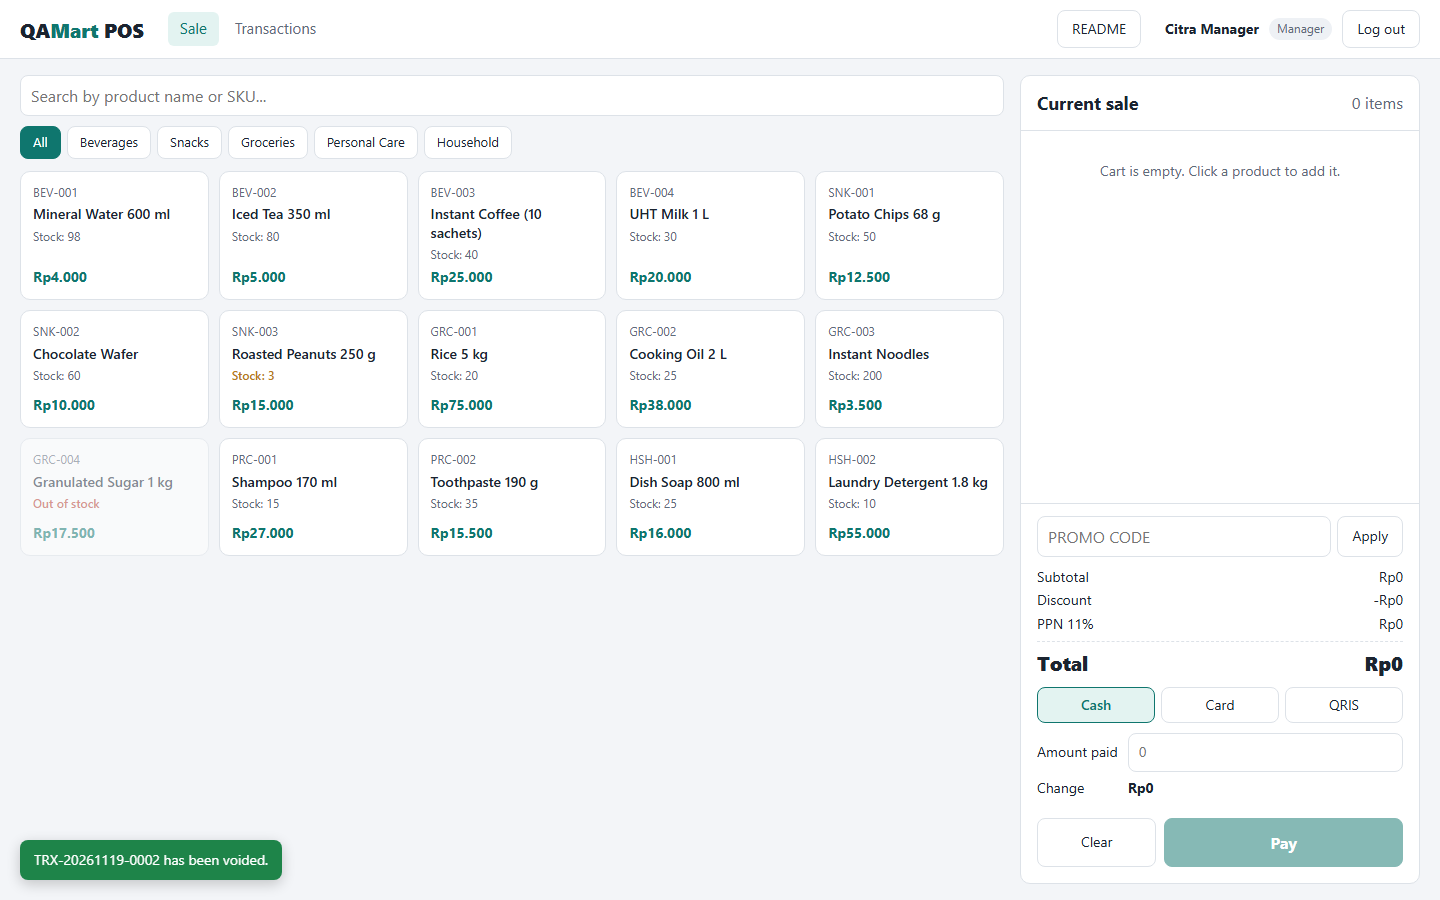 QAMart POS
Sale
Transactions
README
Citra Manager
Manager
Log out
Search by product name or SKU...
All
Beverages
Snacks
Groceries
Personal Care
Household
BEV-001
Mineral Water 600 ml
Stock: 98
Rp4.000
BEV-002
Iced Tea 350 ml
Stock: 80
Rp5.000
BEV-003
Instant Coffee (10
sachets)
Stock: 40
Rp25.000
BEV-004
UHT Milk 1 L
Stock: 30
Rp20.000
SNK-001
Potato Chips 68 g
Stock: 50
Rp12.500
SNK-002
Chocolate Wafer
Stock: 60
Rp10.000
SNK-003
Roasted Peanuts 250 g
Stock: 3
Rp15.000
GRC-001
Rice 5 kg
Stock: 20
Rp75.000
GRC-002
Cooking Oil 2 L
Stock: 25
Rp38.000
GRC-003
Instant Noodles
Stock: 200
Rp3.500
GRC-004
Granulated Sugar 1 kg
Out of stock
Rp17.500
PRC-001
Shampoo 170 ml
Stock: 15
Rp27.000
PRC-002
Toothpaste 190 g
Stock: 35
Rp15.500
HSH-001
Dish Soap 800 ml
Stock: 25
Rp16.000
HSH-002
Laundry Detergent 1.8 kg
Stock: 10
Rp55.000
TRX-20261119-0002 has been voided.
Current sale
0 items
Cart is empty. Click a product to add it.
PROMO CODE
Apply
Subtotal Rp0
Discount -Rp0
PPN 11% Rp0
Total Rp0
Cash
Card
QRIS
Amount paid 0
Change Rp0
Clear
Pay